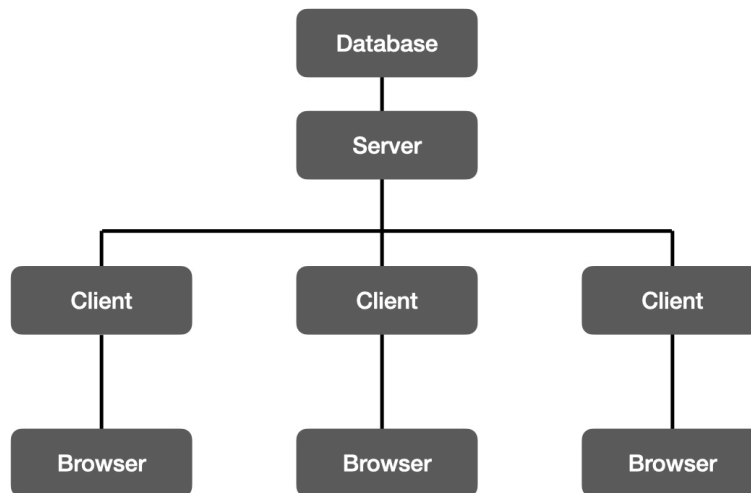 Database
Server
Client
Client
Client
Browser
Browser
Browser